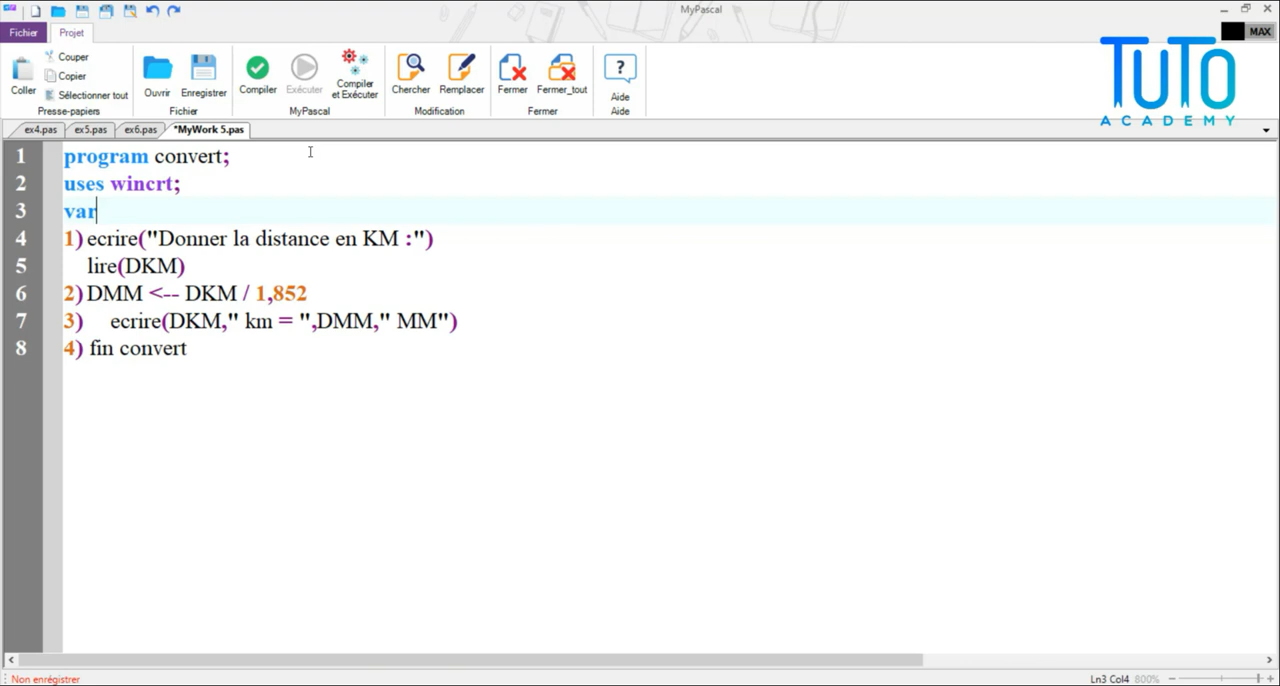 MyPascal
Fichier Projet MAX
Coller
Couper
Copier
Sélectionner tout
Presse-papiers
Ouvrir Enregistrer
Fichier
Compiler Exécuter Compiler et Exécuter
MyPascal
Chercher Remplacer
Modification
Fermer Fermer_tout
Fermer
Aide
Aide
TUTO
ACADEMY
ex4.pas ex5.pas ex6.pas *MyWork 5.pas
1 program convert;
2 uses wincrt;
3 var
4 1) ecrire("Donner la distance en KM :")
5 lire(DKM)
6 2) DMM <-- DKM / 1,852
7 3) ecrire(DKM," km = ",DMM," MM")
8 4) fin convert
Non enrégistrer Ln3 Col4 800%